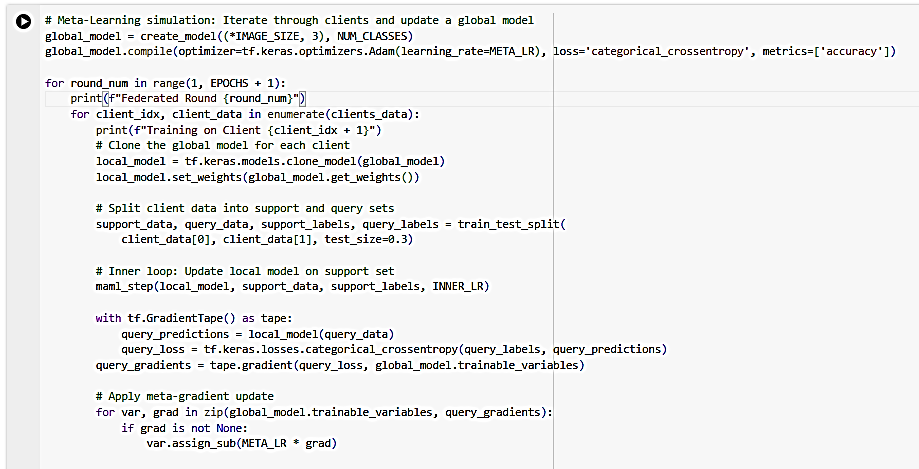 # Meta-Learning simulation: Iterate through clients and update a global model
global_model = create_model((*IMAGE_SIZE, 3), NUM_CLASSES)
global_model.compile(optimizer=tf.keras.optimizers.Adam(learning_rate=META_LR), loss='categorical_crossentropy', metrics=['accuracy'])

for round_num in range(1, EPOCHS + 1):
    print(f"Federated Round {round_num}")
    for client_idx, client_data in enumerate(clients_data):
        print(f"Training on Client {client_idx + 1}")
        # Clone the global model for each client
        local_model = tf.keras.models.clone_model(global_model)
        local_model.set_weights(global_model.get_weights())

        # Split client data into support and query sets
        support_data, query_data, support_labels, query_labels = train_test_split(
            client_data[0], client_data[1], test_size=0.3)

        # Inner loop: Update local model on support set
        maml_step(local_model, support_data, support_labels, INNER_LR)

        with tf.GradientTape() as tape:
            query_predictions = local_model(query_data)
            query_loss = tf.keras.losses.categorical_crossentropy(query_labels, query_predictions)
        query_gradients = tape.gradient(query_loss, global_model.trainable_variables)

        # Apply meta-gradient update
        for var, grad in zip(global_model.trainable_variables, query_gradients):
            if grad is not None:
                var.assign_sub(META_LR * grad)